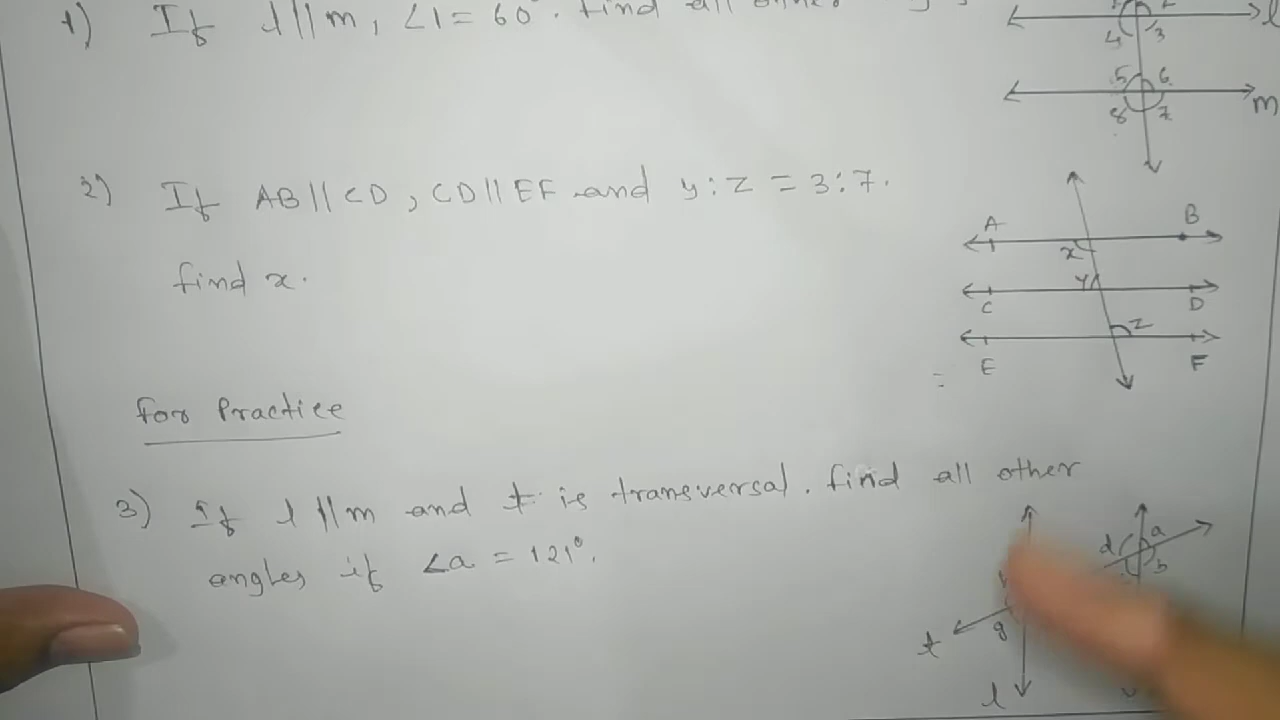 1) If l || m, ∠1 = 60°. find all
l
4 3
5 6
m
8 7
2) If AB || CD, CD || EF and y : z = 3 : 7.
find x.
A B
x
y
C D
z
E F
for Practice
3) If l || m and t is transversal. find all other
angles if ∠a = 121°.
d a
b
g
t
l